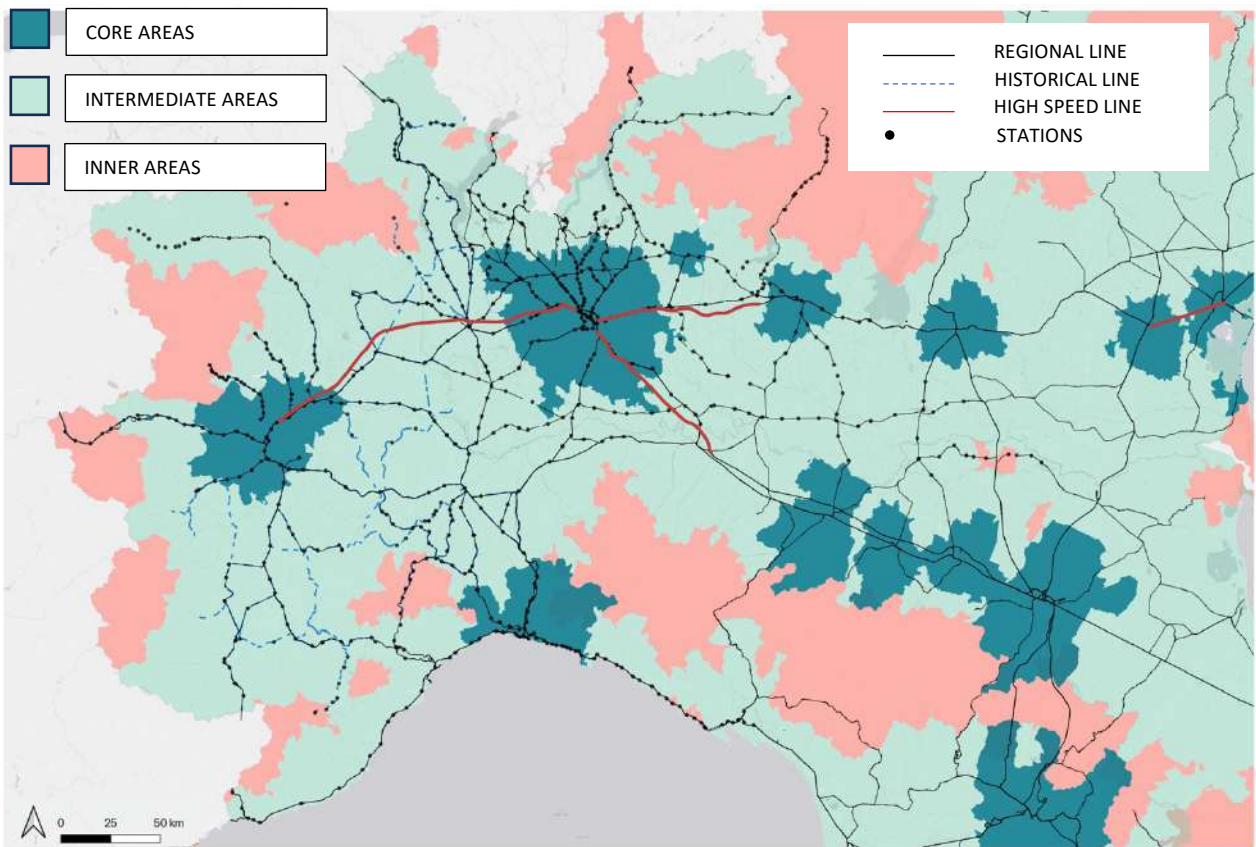 CORE AREAS
INTERMEDIATE AREAS
INNER AREAS
REGIONAL LINE
HISTORICAL LINE
HIGH SPEED LINE
STATIONS
0 25 50 km